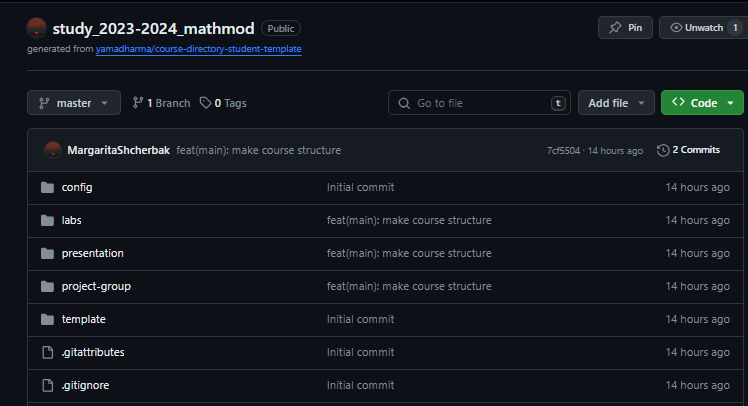 study_2023-2024_mathmod Public Pin Unwatch 1
generated from yamadharma/course-directory-student-template
master 1 Branch 0 Tags Go to file t Add file Code
MargaritaShcherbak feat(main): make course structure 7cf5504 · 14 hours ago 2 Commits
config Initial commit 14 hours ago
labs feat(main): make course structure 14 hours ago
presentation feat(main): make course structure 14 hours ago
project-group feat(main): make course structure 14 hours ago
template Initial commit 14 hours ago
.gitattributes Initial commit 14 hours ago
.gitignore Initial commit 14 hours ago